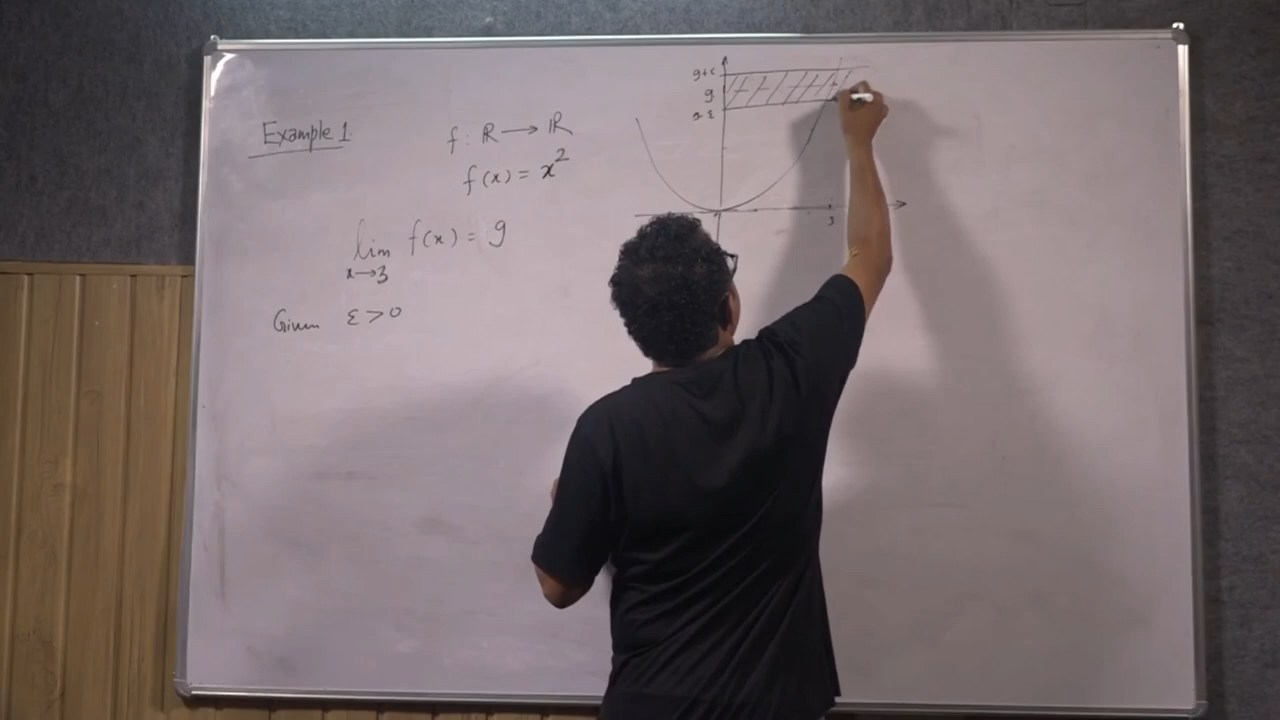 Example 1
f : ℝ → ℝ
f(x) = x²
lim f(x) = 9
x→3
Given ε > 0
9+ε
9
9-ε
3